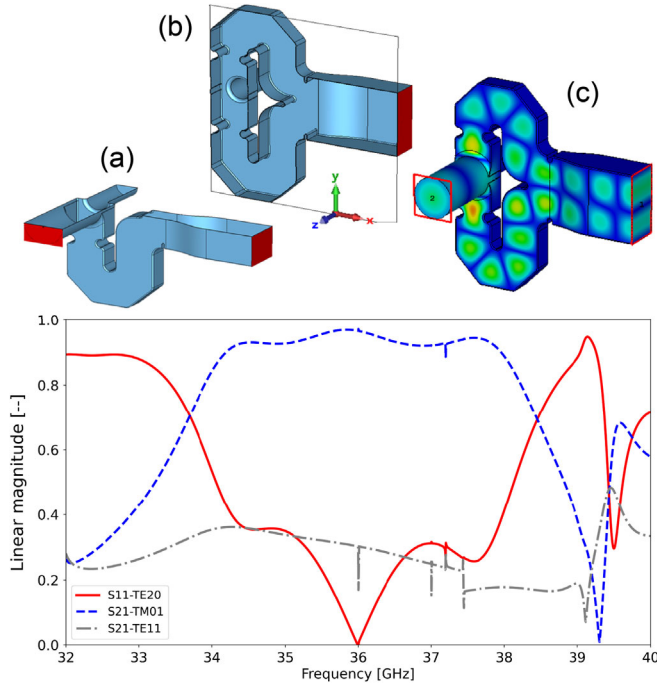 (b)
(c)
(a)
y
x
z
2
1.0
0.8
0.6
0.4
0.2
0.0
Linear magnitude [--]
S11-TE20
S21-TM01
S21-TE11
32 33 34 35 36 37 38 39 40
Frequency [GHz]